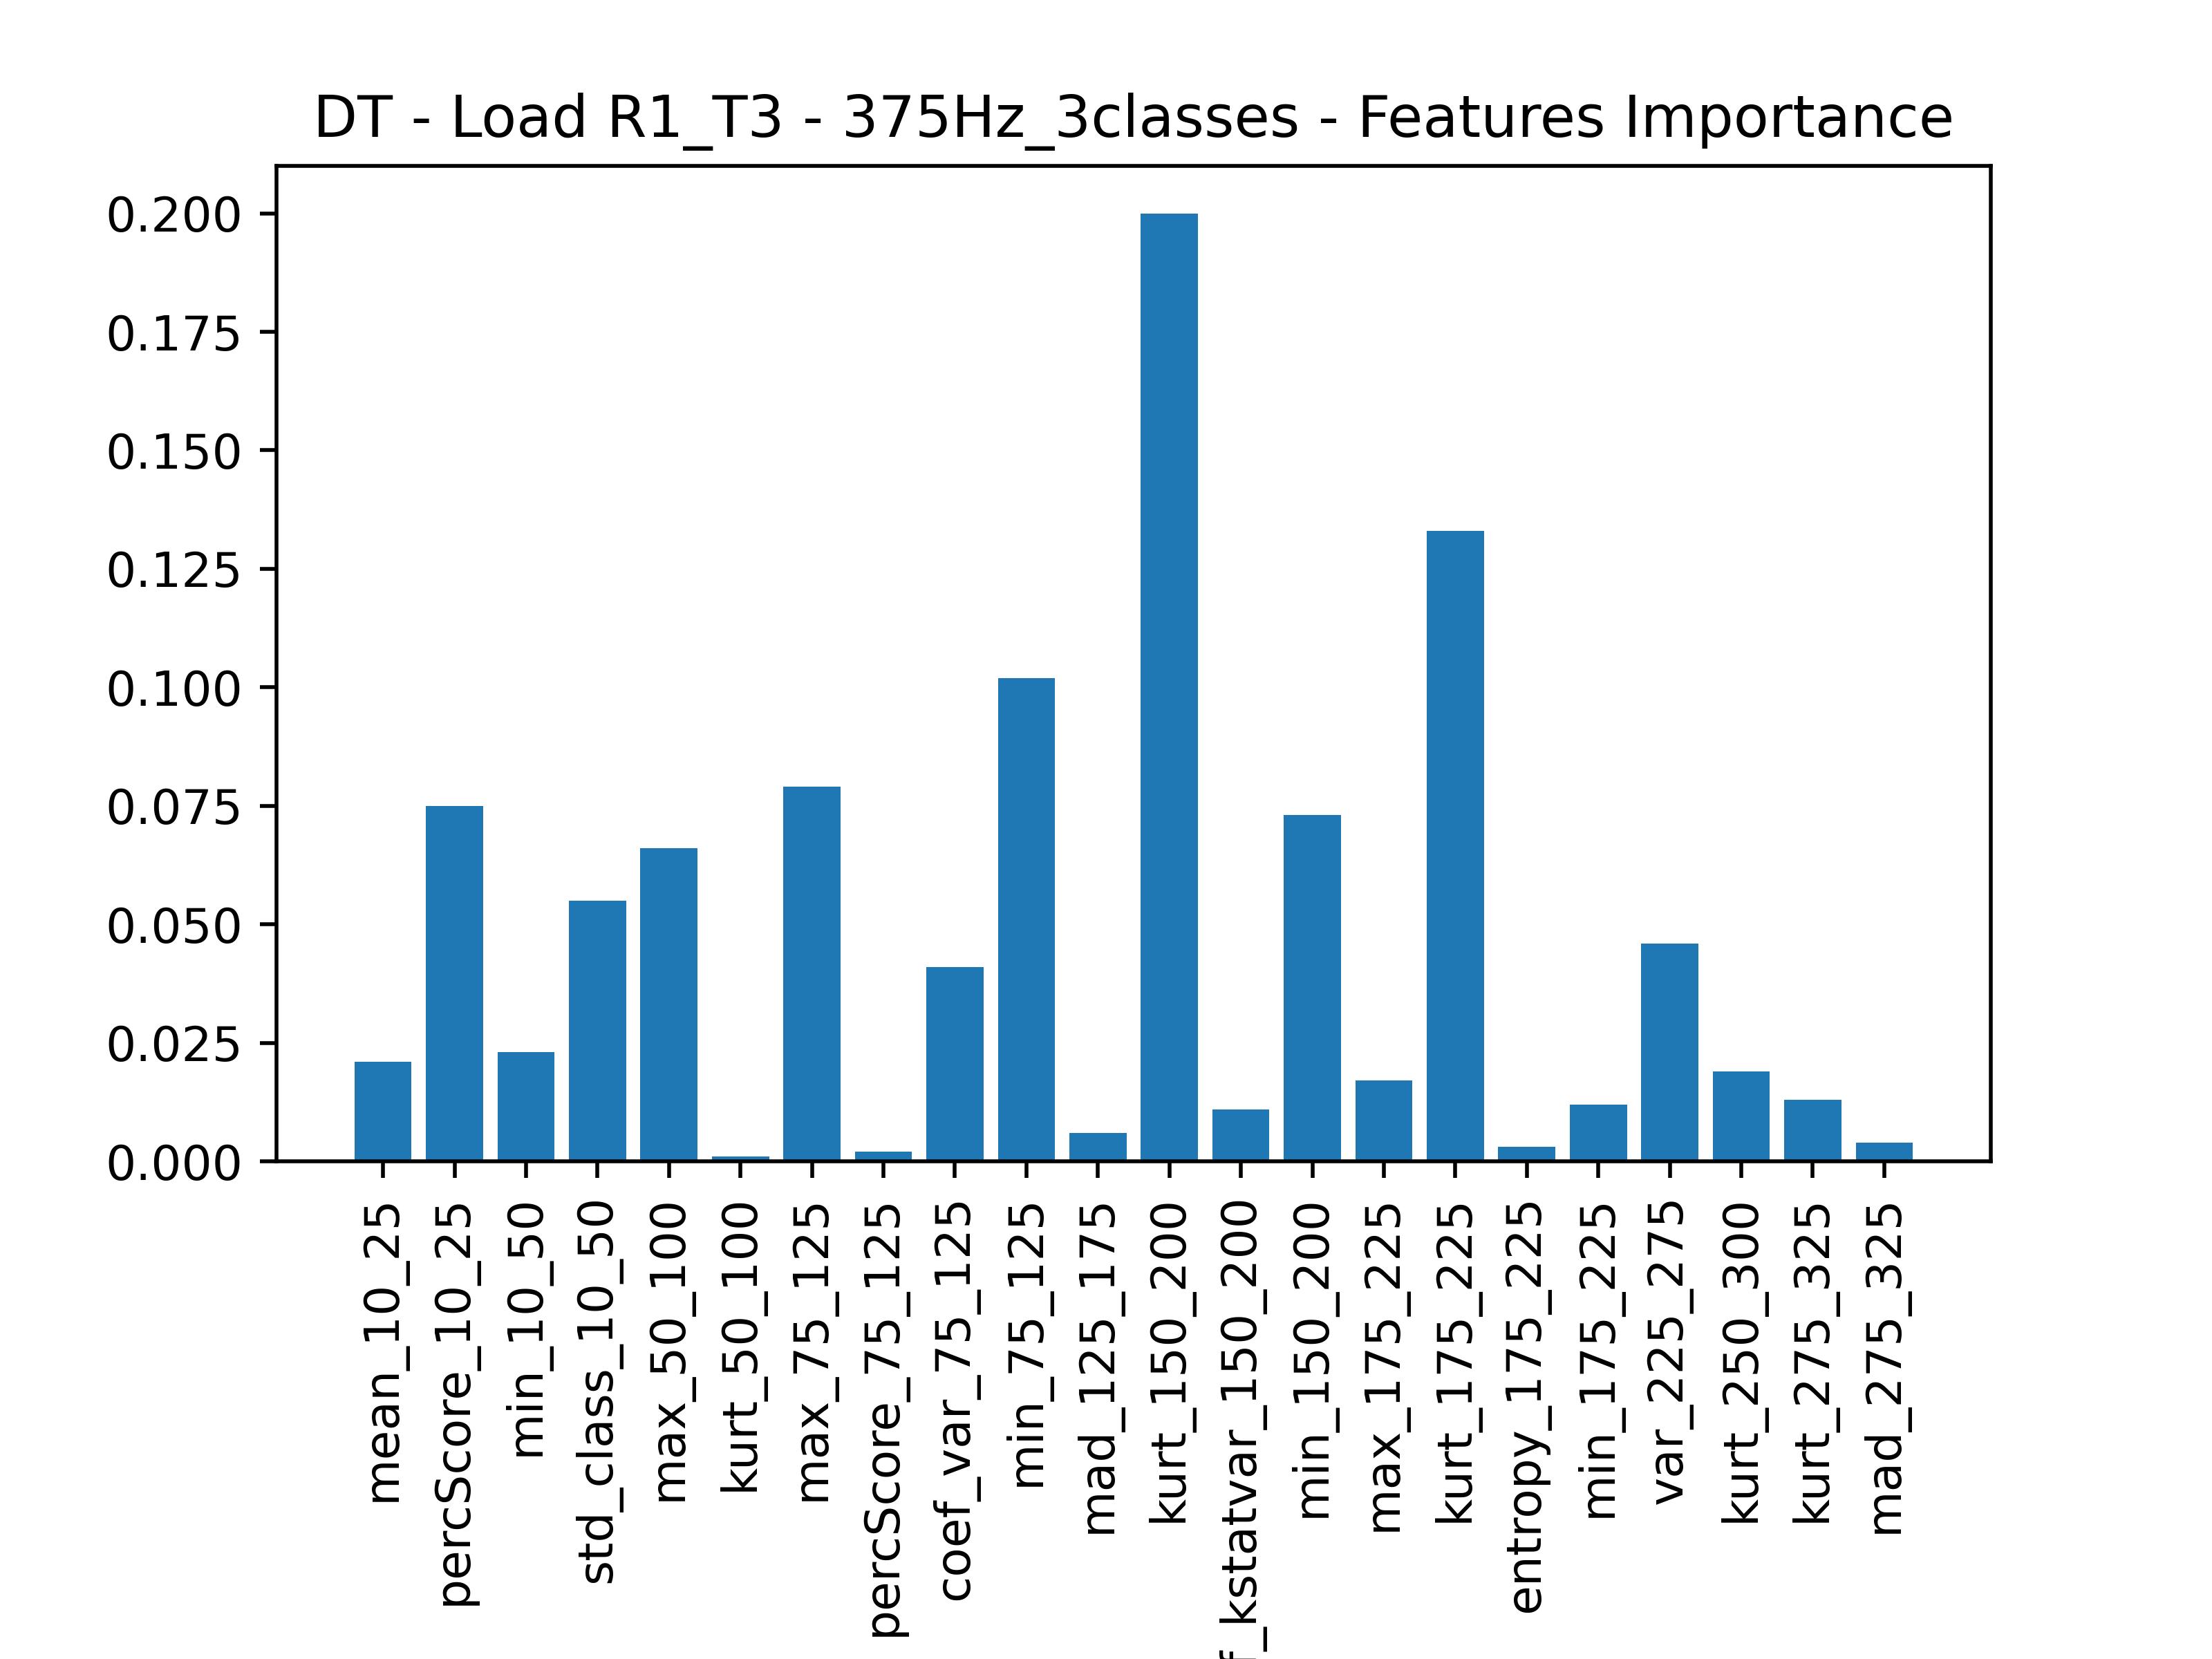 DT - Load R1_T3 - 375Hz_3classes - Features Importance
0.200
0.175
0.150
0.125
0.100
0.075
0.050
0.025
0.000
mean_10_25
percScore_10_25
min_10_50
std_class_10_50
max_50_100
kurt_50_100
max_75_125
percScore_75_125
coef_var_75_125
min_75_125
mad_125_175
kurt_150_200
f_kstatvar_150_200
min_150_200
max_175_225
kurt_175_225
entropy_175_225
min_175_225
var_225_275
kurt_250_300
kurt_275_325
mad_275_325